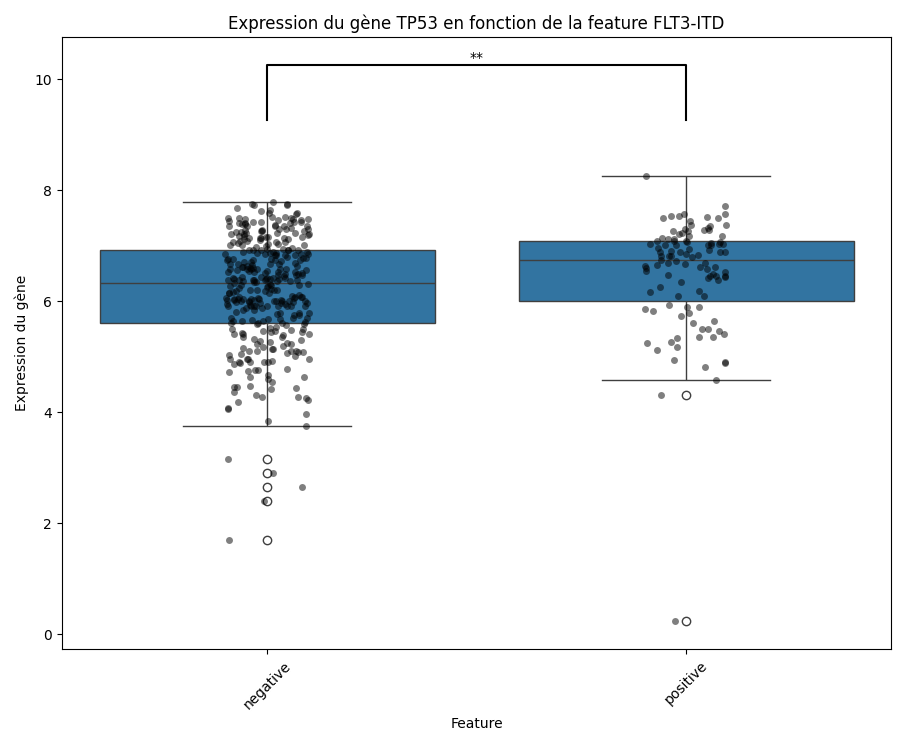 Expression du gène TP53 en fonction de la feature FLT3-ITD
**
10
8
6
4
2
0
Expression du gène
negative
positive
Feature